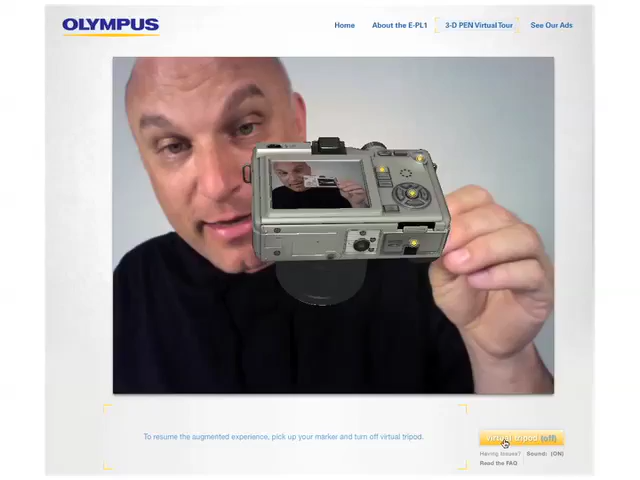 OLYMPUS
Home About the E-PL1 3-D PEN Virtual Tour See Our Ads
To resume the augmented experience, pick up your marker and turn off virtual tripod.
virtual tripod (off)
Having Issues? Sound: (ON)
Read the FAQ